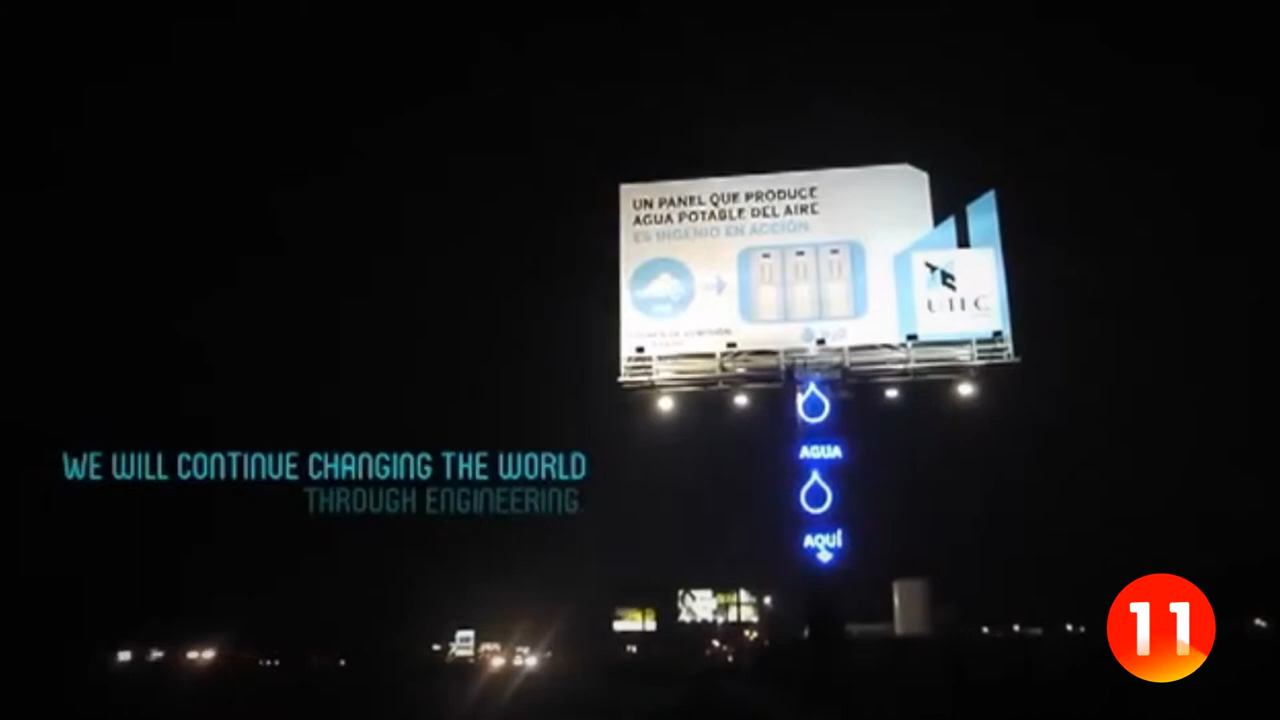 UN PANEL QUE PRODUCE
AGUA POTABLE DEL AIRE
ES INGENIO EN ACCIÓN
UTEC
AGUA
AQUÍ
WE WILL CONTINUE CHANGING THE WORLD
THROUGH ENGINEERING.
11